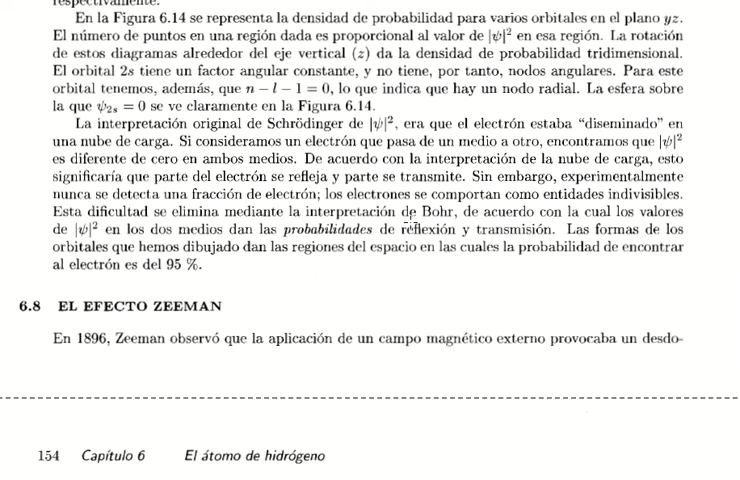 respectivamente.
En la Figura 6.14 se representa la densidad de probabilidad para varios orbitales en el plano yz.
El número de puntos en una región dada es proporcional al valor de |ψ|² en esa región. La rotación
de estos diagramas alrededor del eje vertical (z) da la densidad de probabilidad tridimensional.
El orbital 2s tiene un factor angular constante, y no tiene, por tanto, nodos angulares. Para este
orbital tenemos, además, que n − l − 1 = 0, lo que indica que hay un nodo radial. La esfera sobre
la que ψ₂ₛ = 0 se ve claramente en la Figura 6.14.
La interpretación original de Schrödinger de |ψ|², era que el electrón estaba “diseminado” en
una nube de carga. Si consideramos un electrón que pasa de un medio a otro, encontramos que |ψ|²
es diferente de cero en ambos medios. De acuerdo con la interpretación de la nube de carga, esto
significaría que parte del electrón se refleja y parte se transmite. Sin embargo, experimentalmente
nunca se detecta una fracción de electrón; los electrones se comportan como entidades indivisibles.
Esta dificultad se elimina mediante la interpretación de Bohr, de acuerdo con la cual los valores
de |ψ|² en los dos medios dan las probabilidades de reflexión y transmisión. Las formas de los
orbitales que hemos dibujado dan las regiones del espacio en las cuales la probabilidad de encontrar
al electrón es del 95 %.
6.8 EL EFECTO ZEEMAN
En 1896, Zeeman observó que la aplicación de un campo magnético externo provocaba un desdo-
154 Capítulo 6 El átomo de hidrógeno